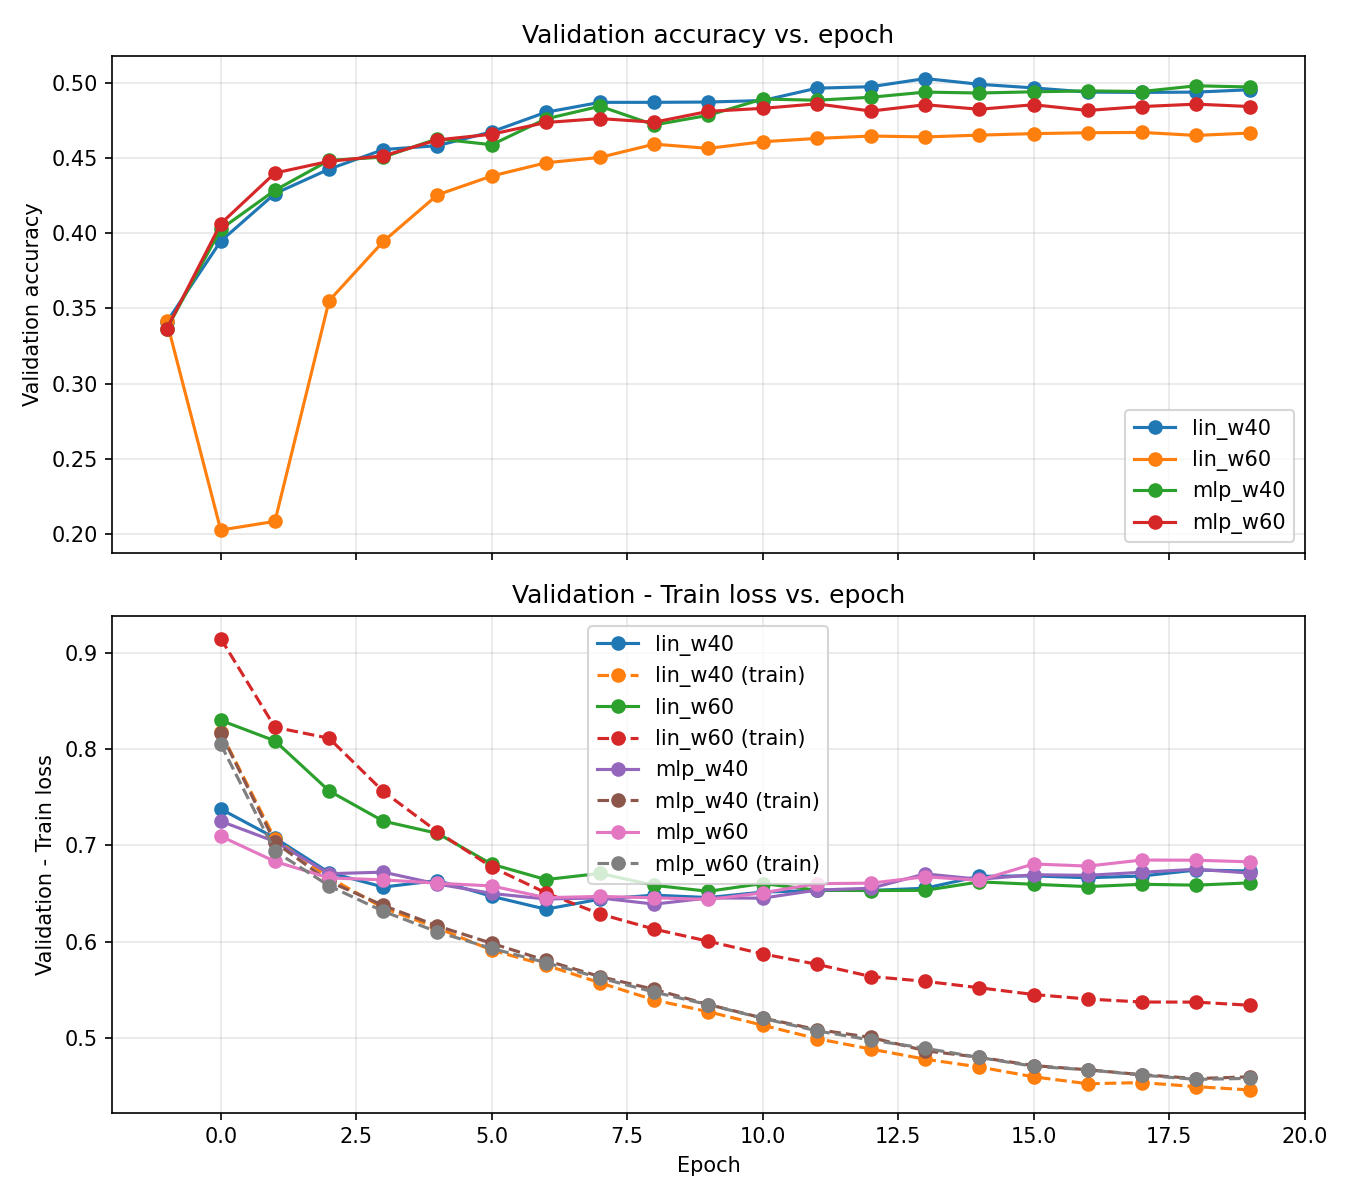 Validation accuracy vs. epoch
Validation accuracy
0.50
0.45
0.40
0.35
0.30
0.25
0.20
lin_w40
lin_w60
mlp_w40
mlp_w60
Validation - Train loss vs. epoch
Validation - Train loss
0.9
0.8
0.7
0.6
0.5
lin_w40
lin_w40 (train)
lin_w60
lin_w60 (train)
mlp_w40
mlp_w40 (train)
mlp_w60
mlp_w60 (train)
0.0 2.5 5.0 7.5 10.0 12.5 15.0 17.5 20.0
Epoch